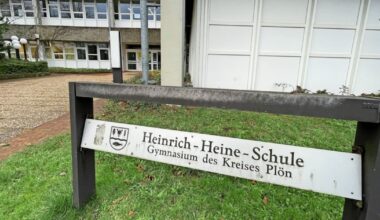 Heinrich-Heine-Schule
Gymnasium des Kreises Plön